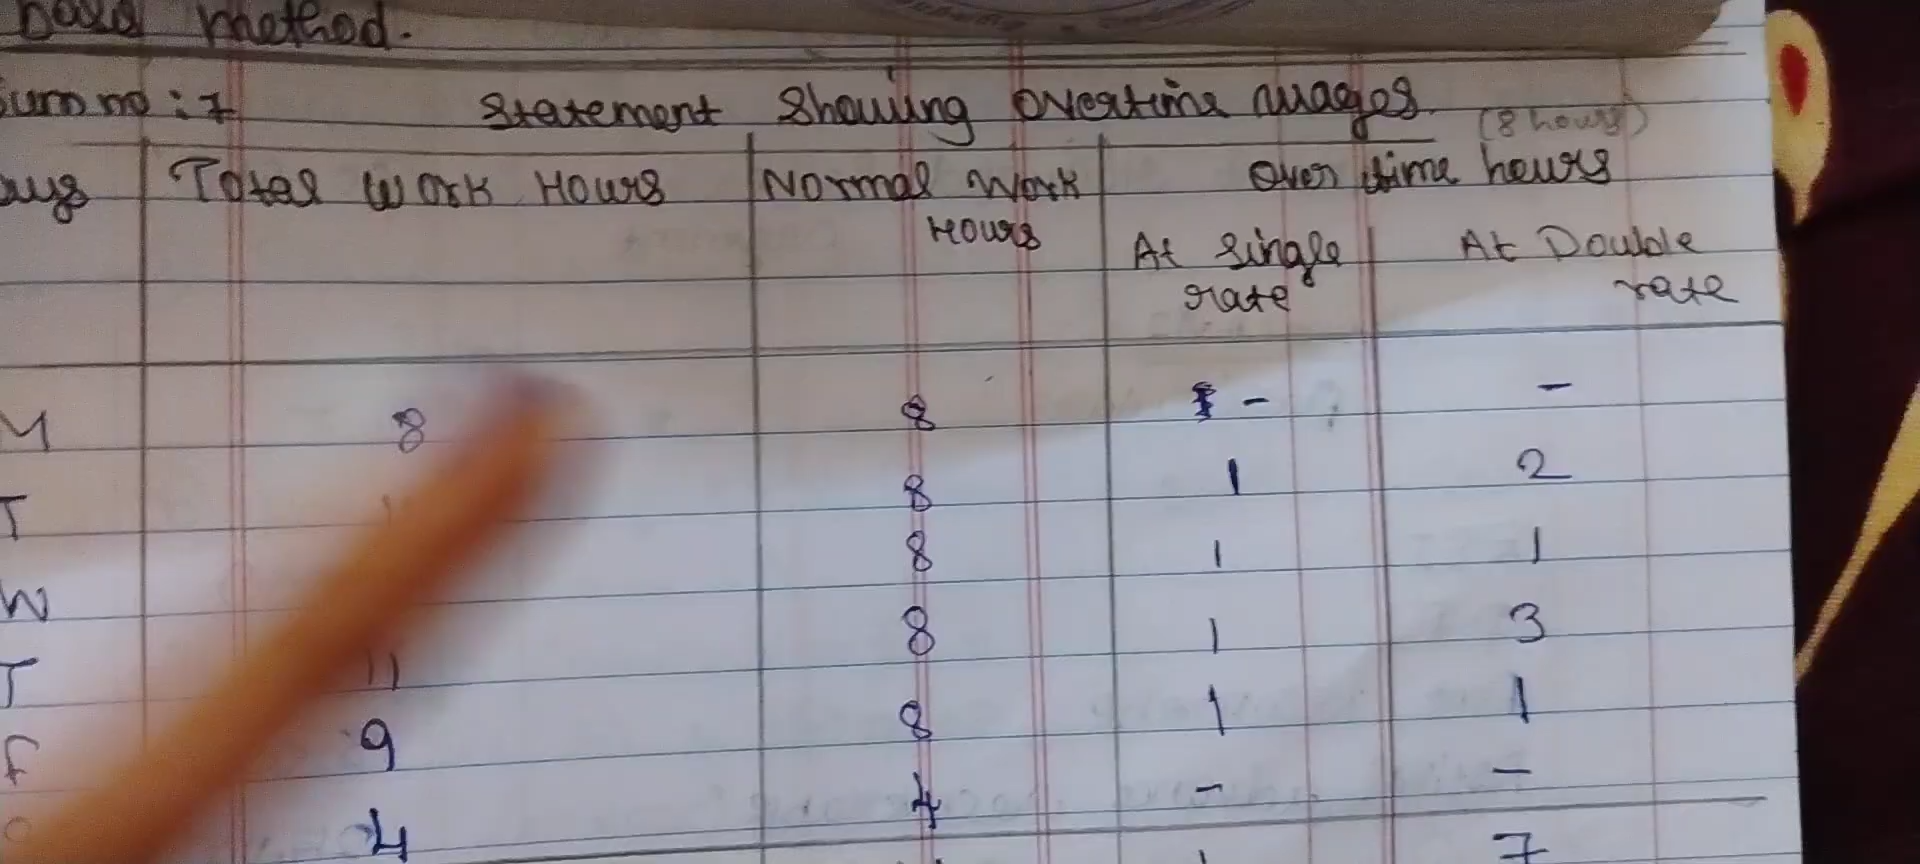 method.
Sum no : 7 Statement Showing Overtime wages.
(8 hours)
ays Total Work Hours Normal Work Hours Over time hours
At Single rate At Double rate
M 8 8 - -
T 8 1 2
W 8 1 1
T 11 8 1 3
F 9 8 1 1
4 4 - -
7